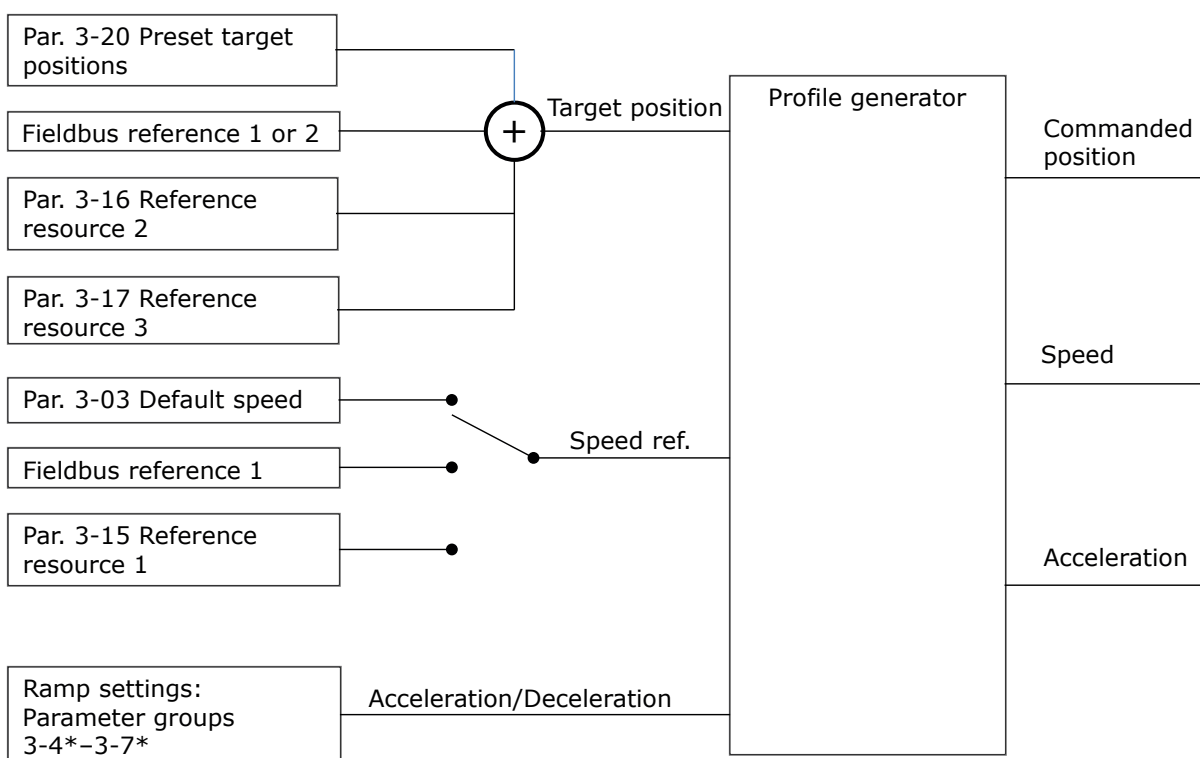 Par. 3-20 Preset target
positions
Fieldbus reference 1 or 2
Par. 3-16 Reference
resource 2
Par. 3-17 Reference
resource 3
Par. 3-03 Default speed
Fieldbus reference 1
Par. 3-15 Reference
resource 1
Ramp settings:
Parameter groups
3-4*–3-7*
+
Target position
Speed ref.
Acceleration/Deceleration
Profile generator
Commanded
position
Speed
Acceleration